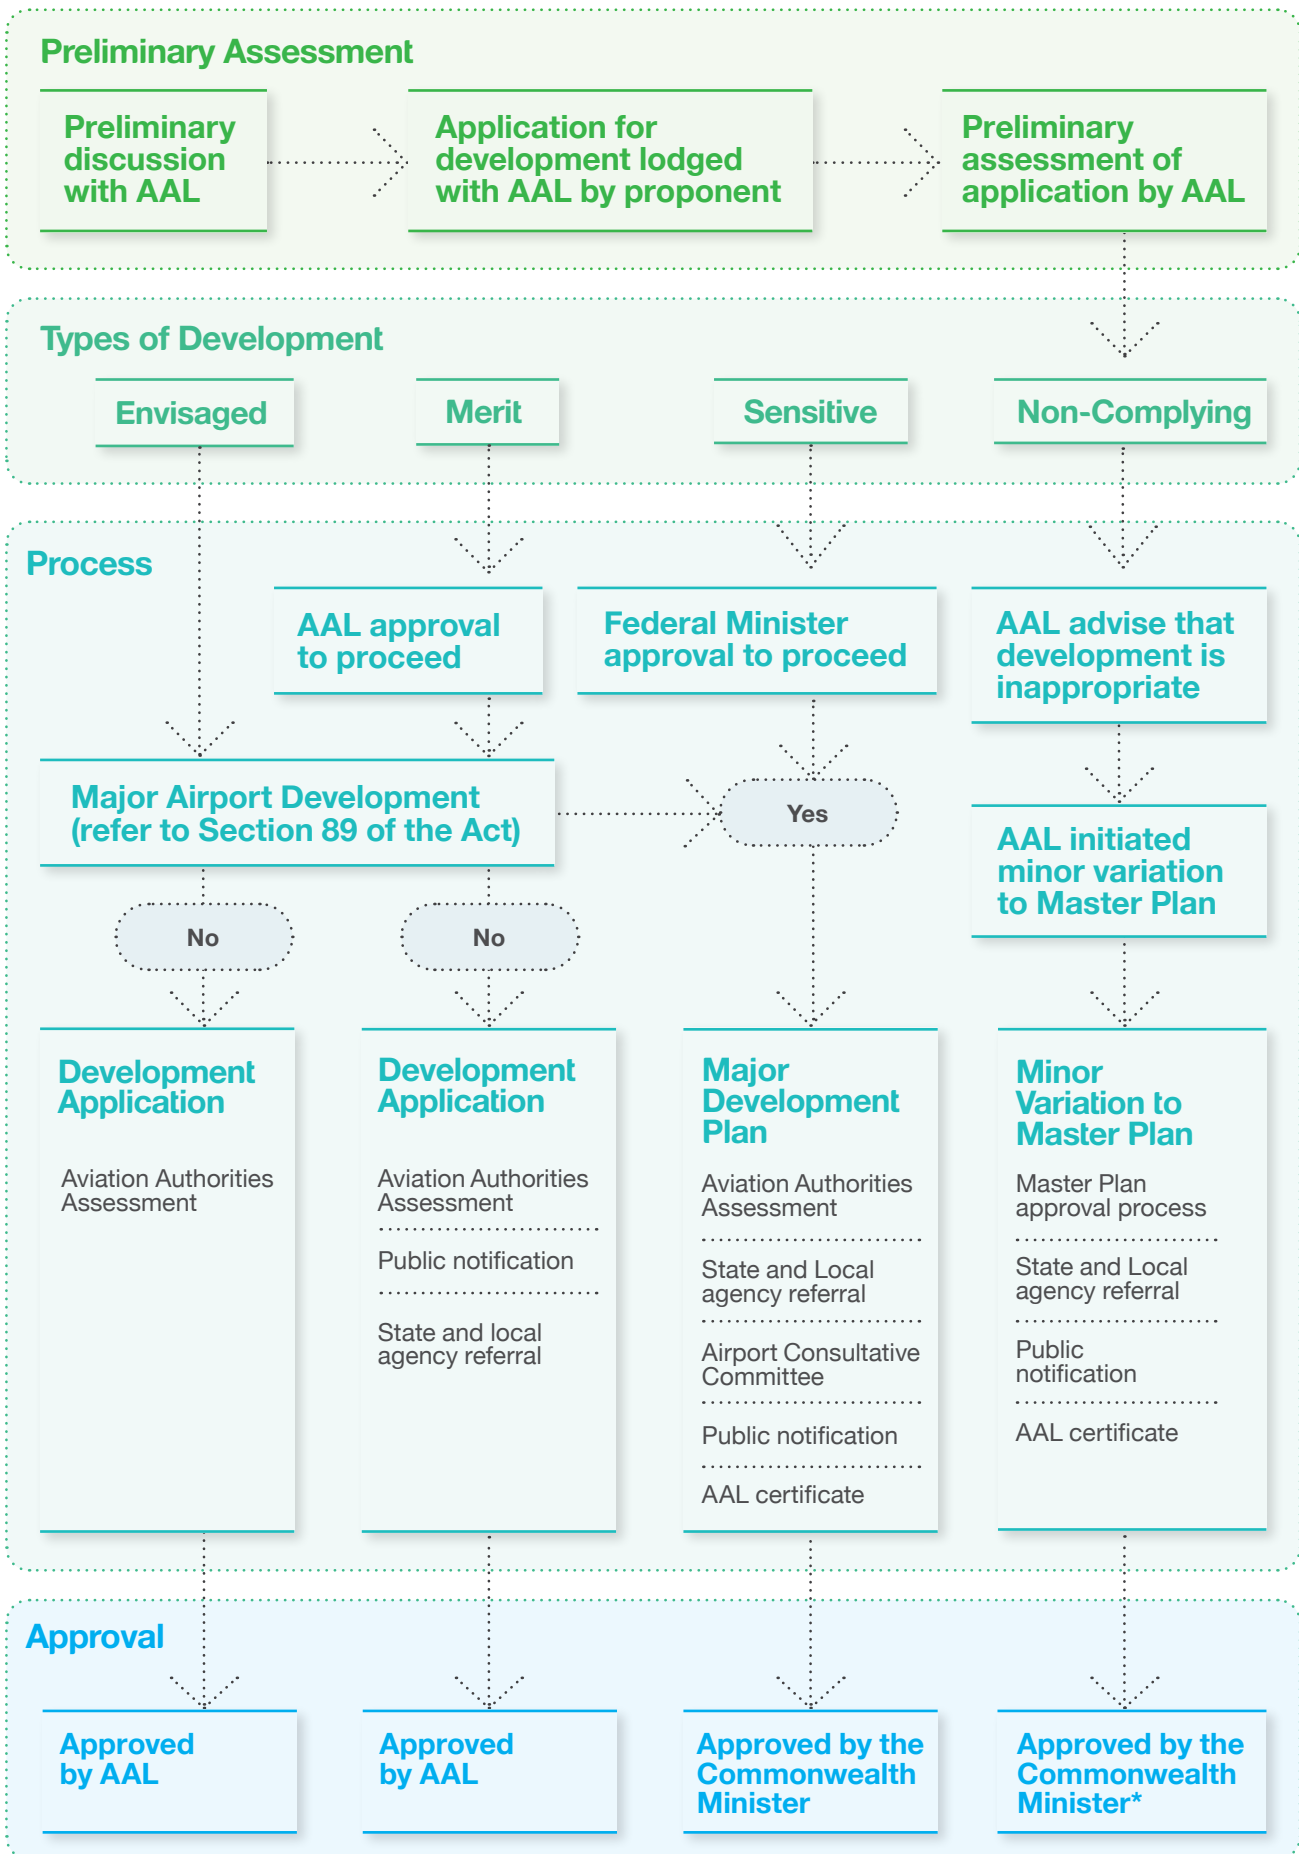 Preliminary Assessment
Preliminary
discussion
with AAL
Application for
development lodged
with AAL by proponent
Preliminary
assessment of
application by AAL
Types of Development
Envisaged
Merit
Sensitive
Non-Complying
Process
AAL approval
to proceed
Federal Minister
approval to proceed
AAL advise that
development is
inappropriate
Major Airport Development
(refer to Section 89 of the Act)
Yes
AAL initiated
minor variation
to Master Plan
No
No
Development
Application
Aviation Authorities
Assessment
Development
Application
Aviation Authorities
Assessment
Public notification
State and local
agency referral
Major
Development
Plan
Aviation Authorities
Assessment
State and Local
agency referral
Airport Consultative
Committee
Public notification
AAL certificate
Minor
Variation to
Master Plan
Master Plan
approval process
State and Local
agency referral
Public
notification
AAL certificate
Approval
Approved
by AAL
Approved
by AAL
Approved by the
Commonwealth
Minister
Approved by the
Commonwealth
Minister*